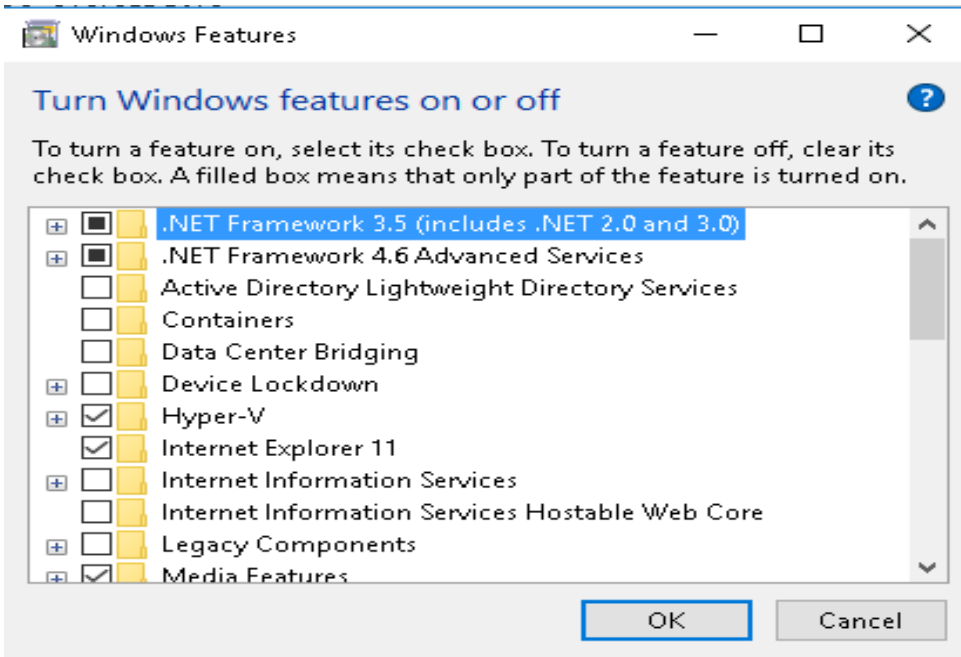 Windows Features
Turn Windows features on or off
To turn a feature on, select its check box. To turn a feature off, clear its
check box. A filled box means that only part of the feature is turned on.
.NET Framework 3.5 (includes .NET 2.0 and 3.0)
.NET Framework 4.6 Advanced Services
Active Directory Lightweight Directory Services
Containers
Data Center Bridging
Device Lockdown
Hyper-V
Internet Explorer 11
Internet Information Services
Internet Information Services Hostable Web Core
Legacy Components
Media Features
OK
Cancel